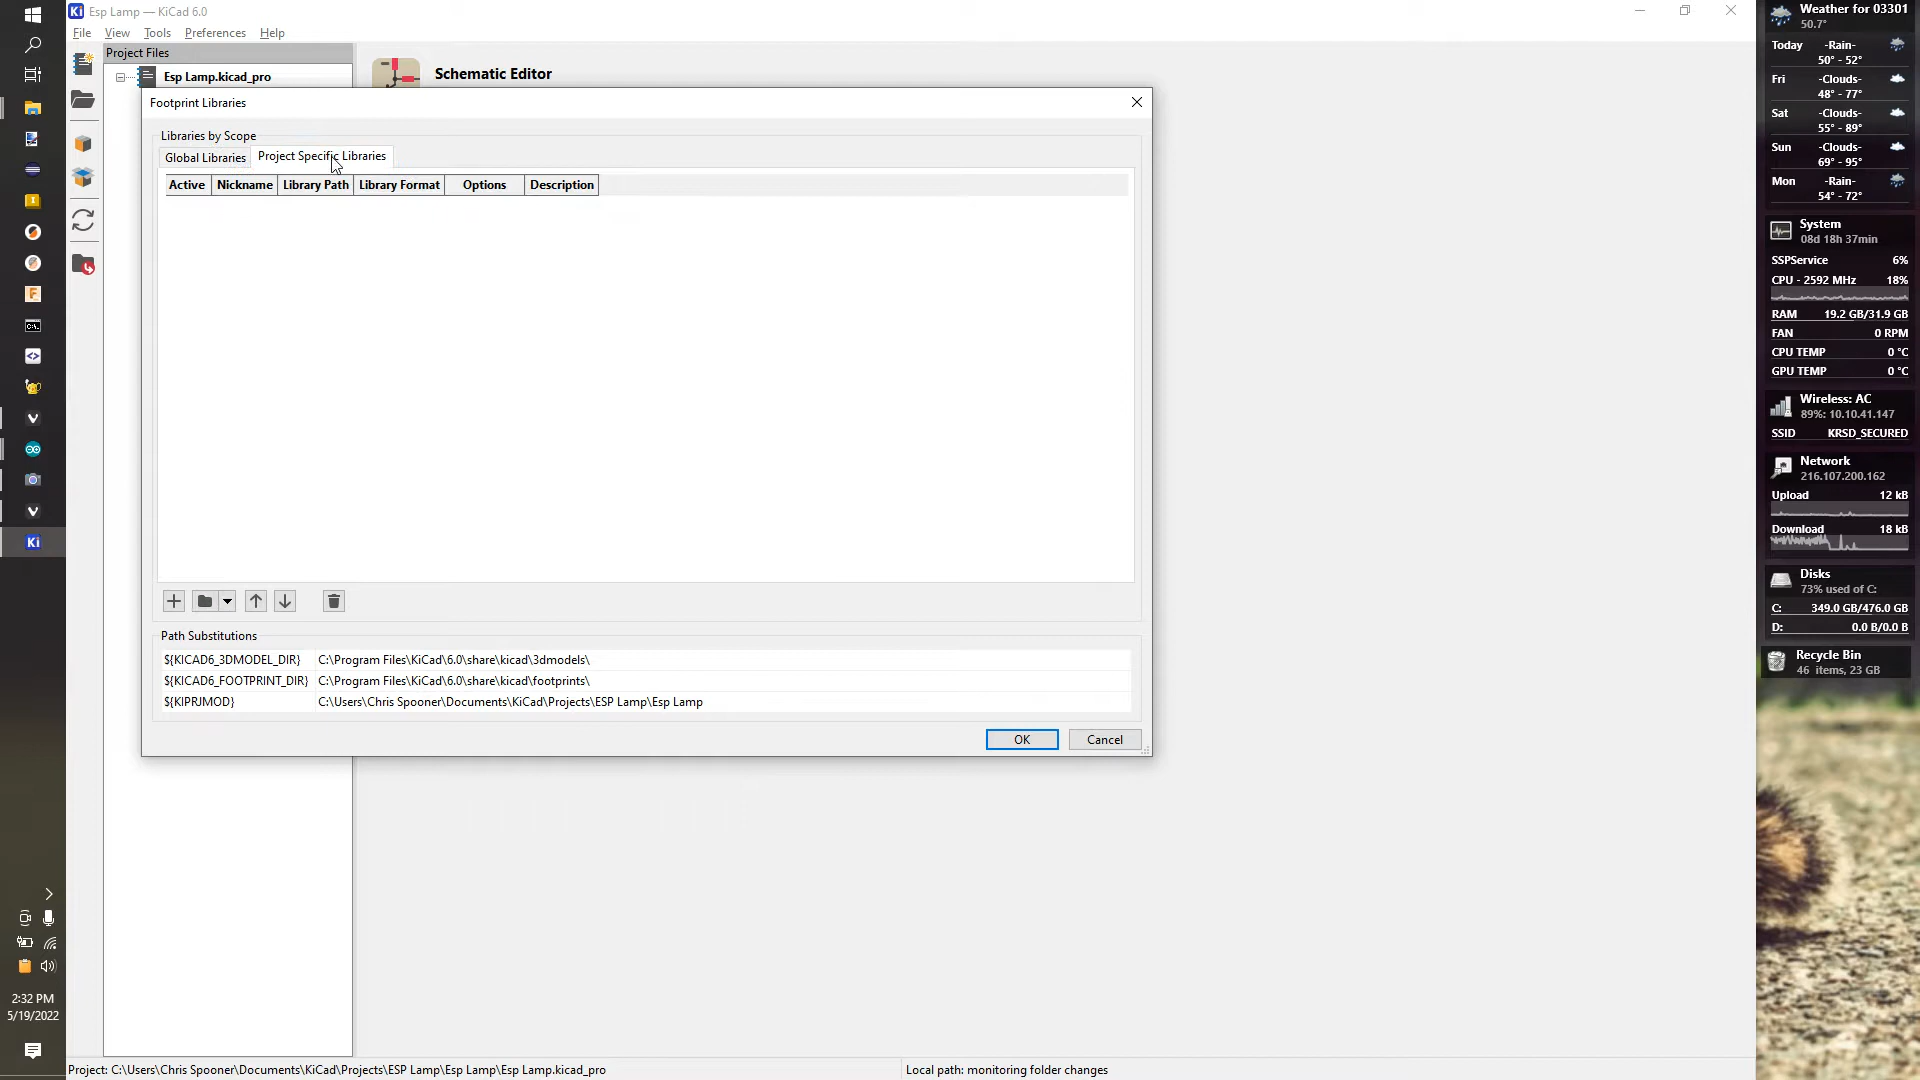 Esp Lamp — KiCad 6.0
File View Tools Preferences Help
Project Files
Esp Lamp.kicad_pro
Schematic Editor
Footprint Libraries
Libraries by Scope
Global Libraries Project Specific Libraries
Active Nickname Library Path Library Format Options Description
Path Substitutions
${KICAD6_3DMODEL_DIR} C:\Program Files\KiCad\6.0\share\kicad\3dmodels\
${KICAD6_FOOTPRINT_DIR} C:\Program Files\KiCad\6.0\share\kicad\footprints\
${KIPRJMOD} C:\Users\Chris Spooner\Documents\KiCad\Projects\ESP Lamp\Esp Lamp
OK Cancel
Project: C:\Users\Chris Spooner\Documents\KiCad\Projects\ESP Lamp\Esp Lamp\Esp Lamp.kicad_pro
Local path: monitoring folder changes
Ki
2:32 PM
5/19/2022
Weather for 03301
50.7°
Today -Rain-
50° - 52°
Fri -Clouds-
48° - 77°
Sat -Clouds-
55° - 89°
Sun -Clouds-
69° - 95°
Mon -Rain-
54° - 72°
System
08d 18h 37min
SSPService 6%
CPU - 2592 MHz 18%
RAM 19.2 GB/31.9 GB
FAN 0 RPM
CPU TEMP 0 °C
GPU TEMP 0 °C
Wireless: AC
89%: 10.10.41.147
SSID KRSD_SECURED
Network
216.107.200.162
Upload 12 kB
Download 18 kB
Disks
73% used of C:
C: 349.0 GB/476.0 GB
D: 0.0 B/0.0 B
Recycle Bin
46 items, 23 GB